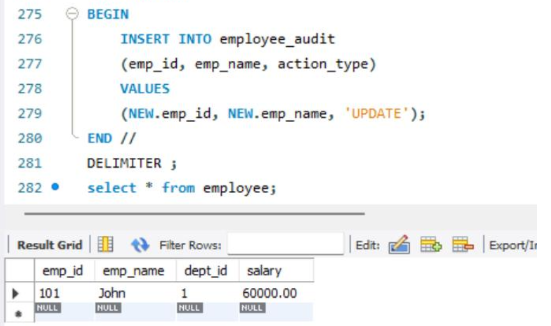 275 BEGIN
276 INSERT INTO employee_audit
277 (emp_id, emp_name, action_type)
278 VALUES
279 (NEW.emp_id, NEW.emp_name, 'UPDATE');
280 END //
281 DELIMITER ;
282 select * from employee;
Result Grid Filter Rows: Edit: Export/I
emp_id emp_name dept_id salary
101 John 1 60000.00
NULL NULL NULL NULL